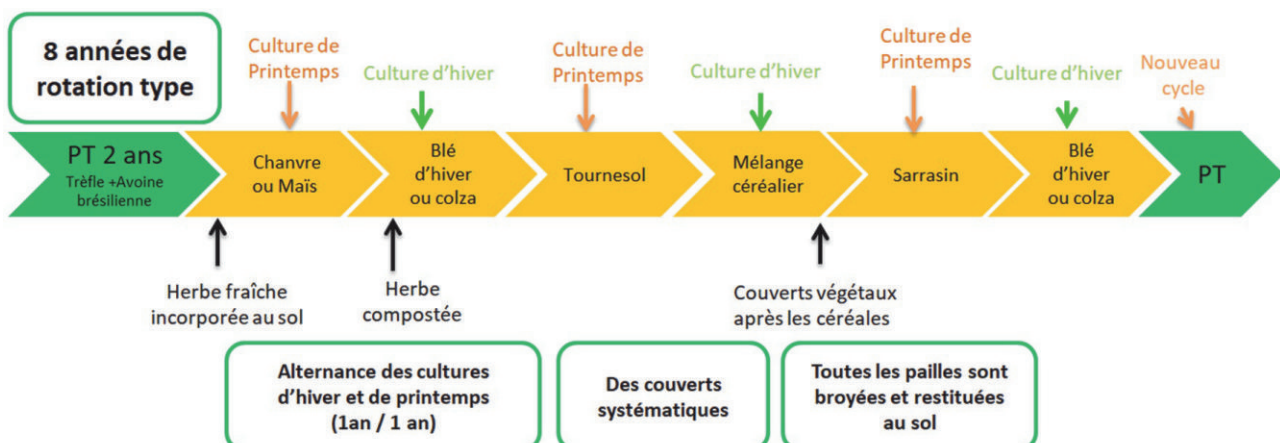 8 années de
rotation type
Culture de
Printemps
Culture d'hiver
Culture de
Printemps
Culture d'hiver
Culture de
Printemps
Culture d'hiver
Nouveau
cycle
PT 2 ans
Trèfle +Avoine
brésilienne
Chanvre
ou Maïs
Blé
d'hiver
ou colza
Tournesol
Mélange
céréalier
Sarrasin
Blé
d'hiver
ou colza
PT
Herbe fraîche
incorporée au sol
Herbe
compostée
Couverts végétaux
après les céréales
Alternance des cultures
d'hiver et de printemps
(1an / 1 an)
Des couverts
systématiques
Toutes les pailles sont
broyées et restituées
au sol